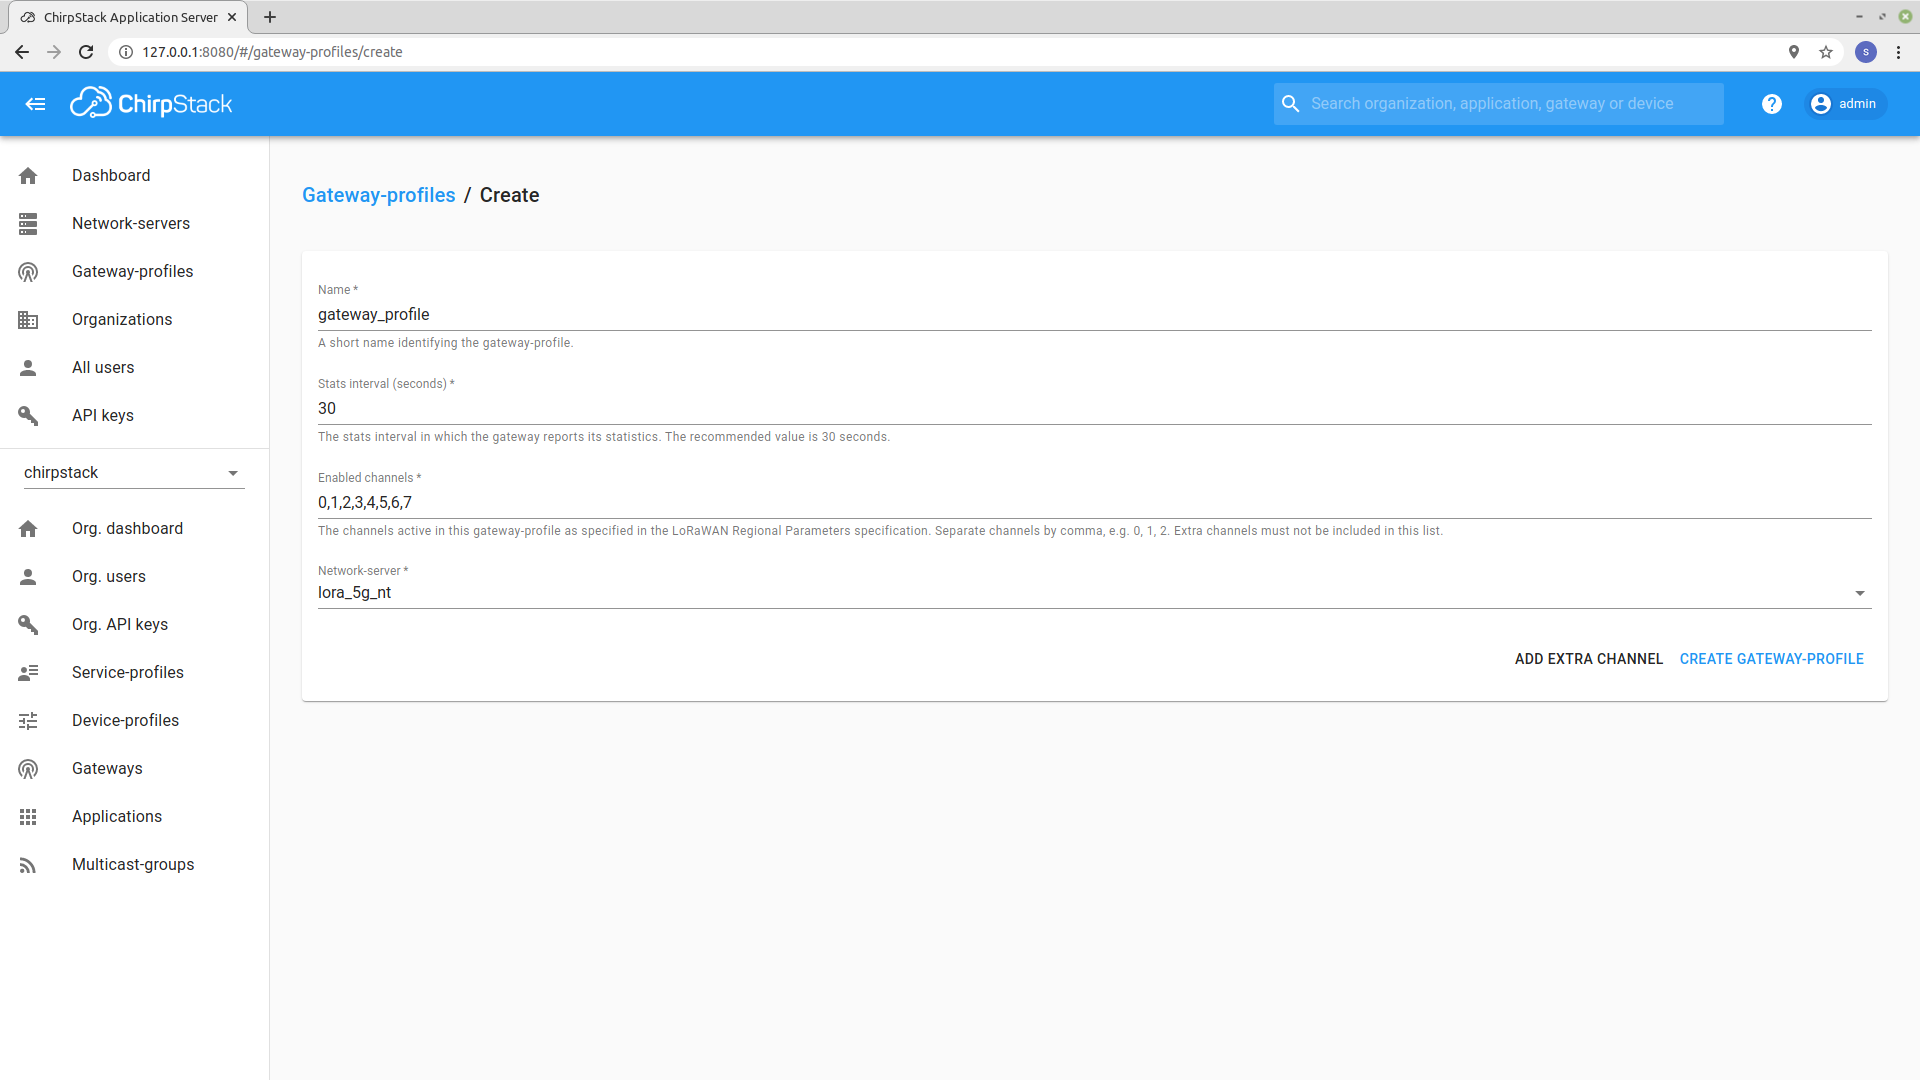 ChirpStack Application Server
127.0.0.1:8080/#/gateway-profiles/create
S
ChirpStack
Search organization, application, gateway or device
?
admin
Dashboard
Network-servers
Gateway-profiles
Organizations
All users
API keys
chirpstack
Org. dashboard
Org. users
Org. API keys
Service-profiles
Device-profiles
Gateways
Applications
Multicast-groups
Gateway-profiles / Create
Name *
gateway_profile
A short name identifying the gateway-profile.
Stats interval (seconds) *
30
The stats interval in which the gateway reports its statistics. The recommended value is 30 seconds.
Enabled channels *
0,1,2,3,4,5,6,7
The channels active in this gateway-profile as specified in the LoRaWAN Regional Parameters specification. Separate channels by comma, e.g. 0, 1, 2. Extra channels must not be included in this list.
Network-server *
lora_5g_nt
ADD EXTRA CHANNEL CREATE GATEWAY-PROFILE